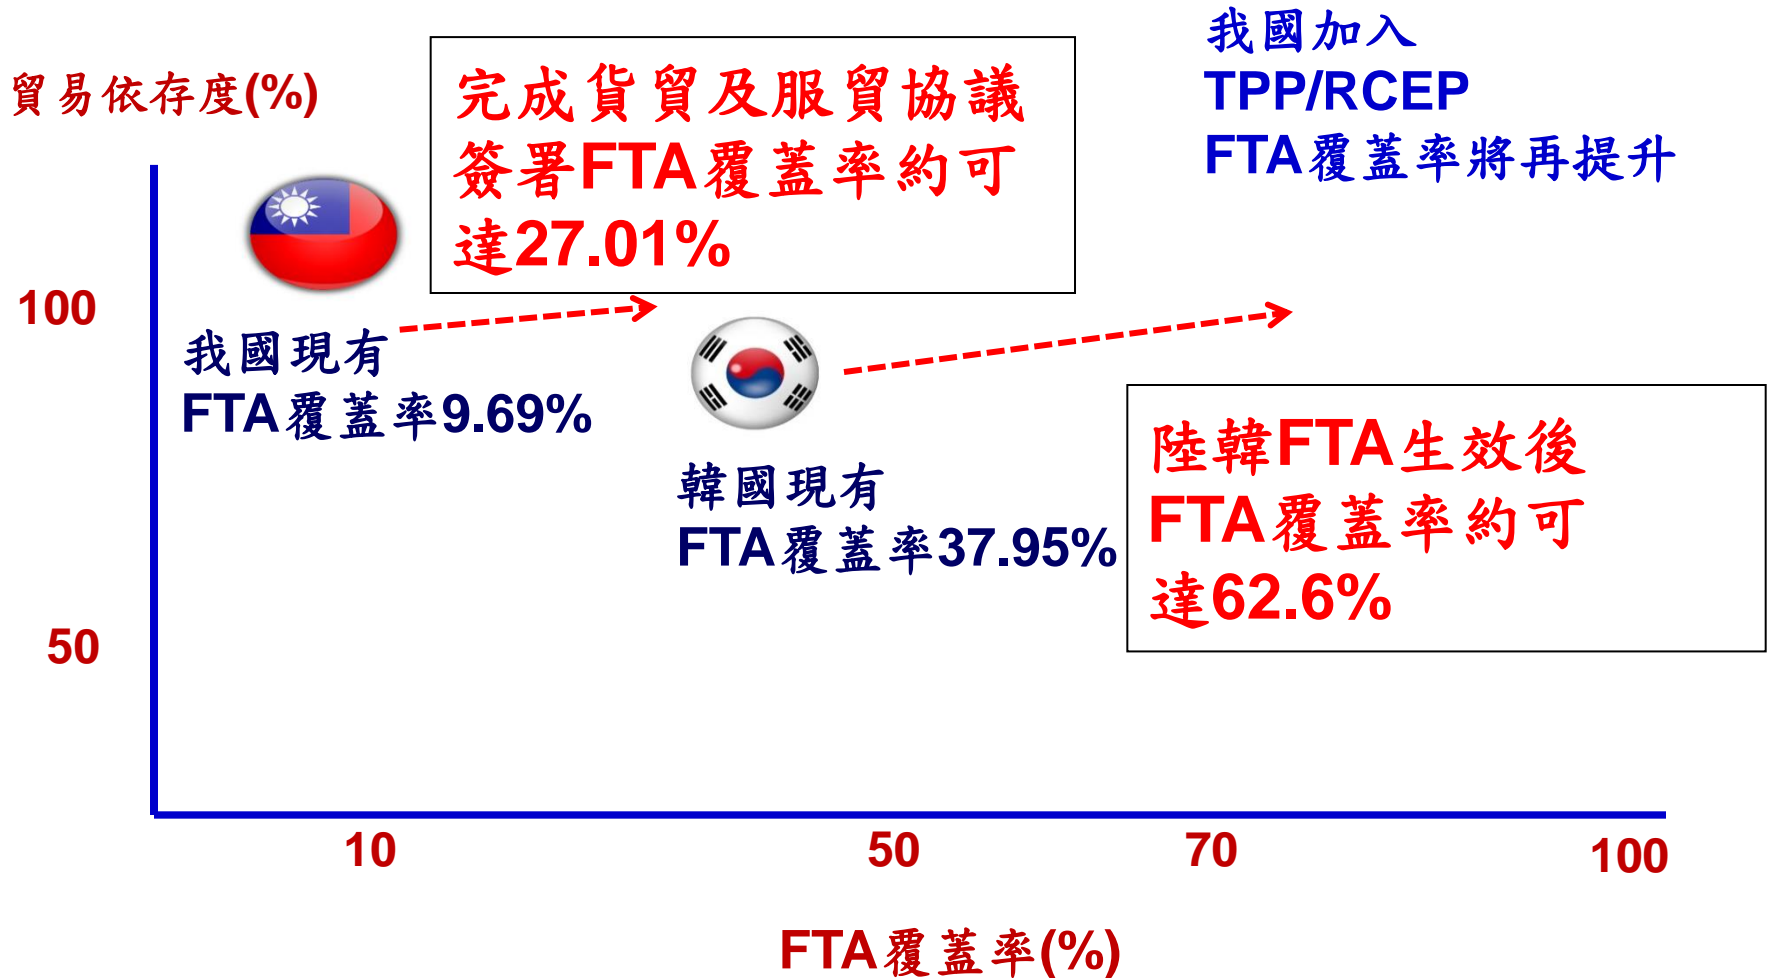 貿易依存度(%)
完成貨貿及服貿協議
簽署FTA覆蓋率約可
達27.01%
我國加入
TPP/RCEP
FTA覆蓋率將再提升
100
我國現有
FTA覆蓋率9.69%
韓國現有
FTA覆蓋率37.95%
陸韓FTA生效後
FTA覆蓋率約可
達62.6%
50
10
50
70
100
FTA覆蓋率(%)